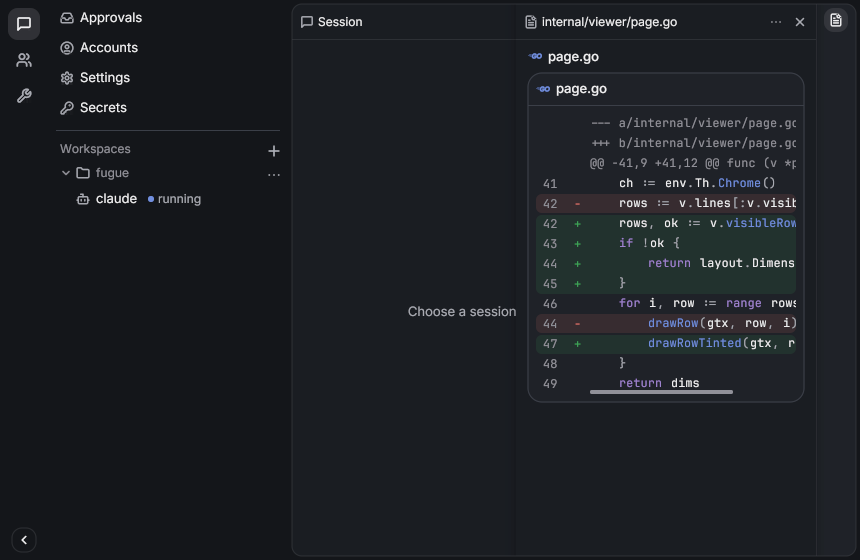 Approvals
Accounts
Settings
Secrets
Workspaces
fugue
claude
running
Session
Choose a session
internal/viewer/page.go
page.go
page.go
--- a/internal/viewer/page.go
+++ b/internal/viewer/page.go
@@ -41,9 +41,12 @@ func (v *p
41 ch := env.Th.Chrome()
42 - rows := v.lines[:v.visib
42 + rows, ok := v.visibleRow
43 + if !ok {
44 + return layout.Dimens
45 + }
46 for i, row := range rows
44 - drawRow(gtx, row, i)
47 + drawRowTinted(gtx, r
48 }
49 return dims